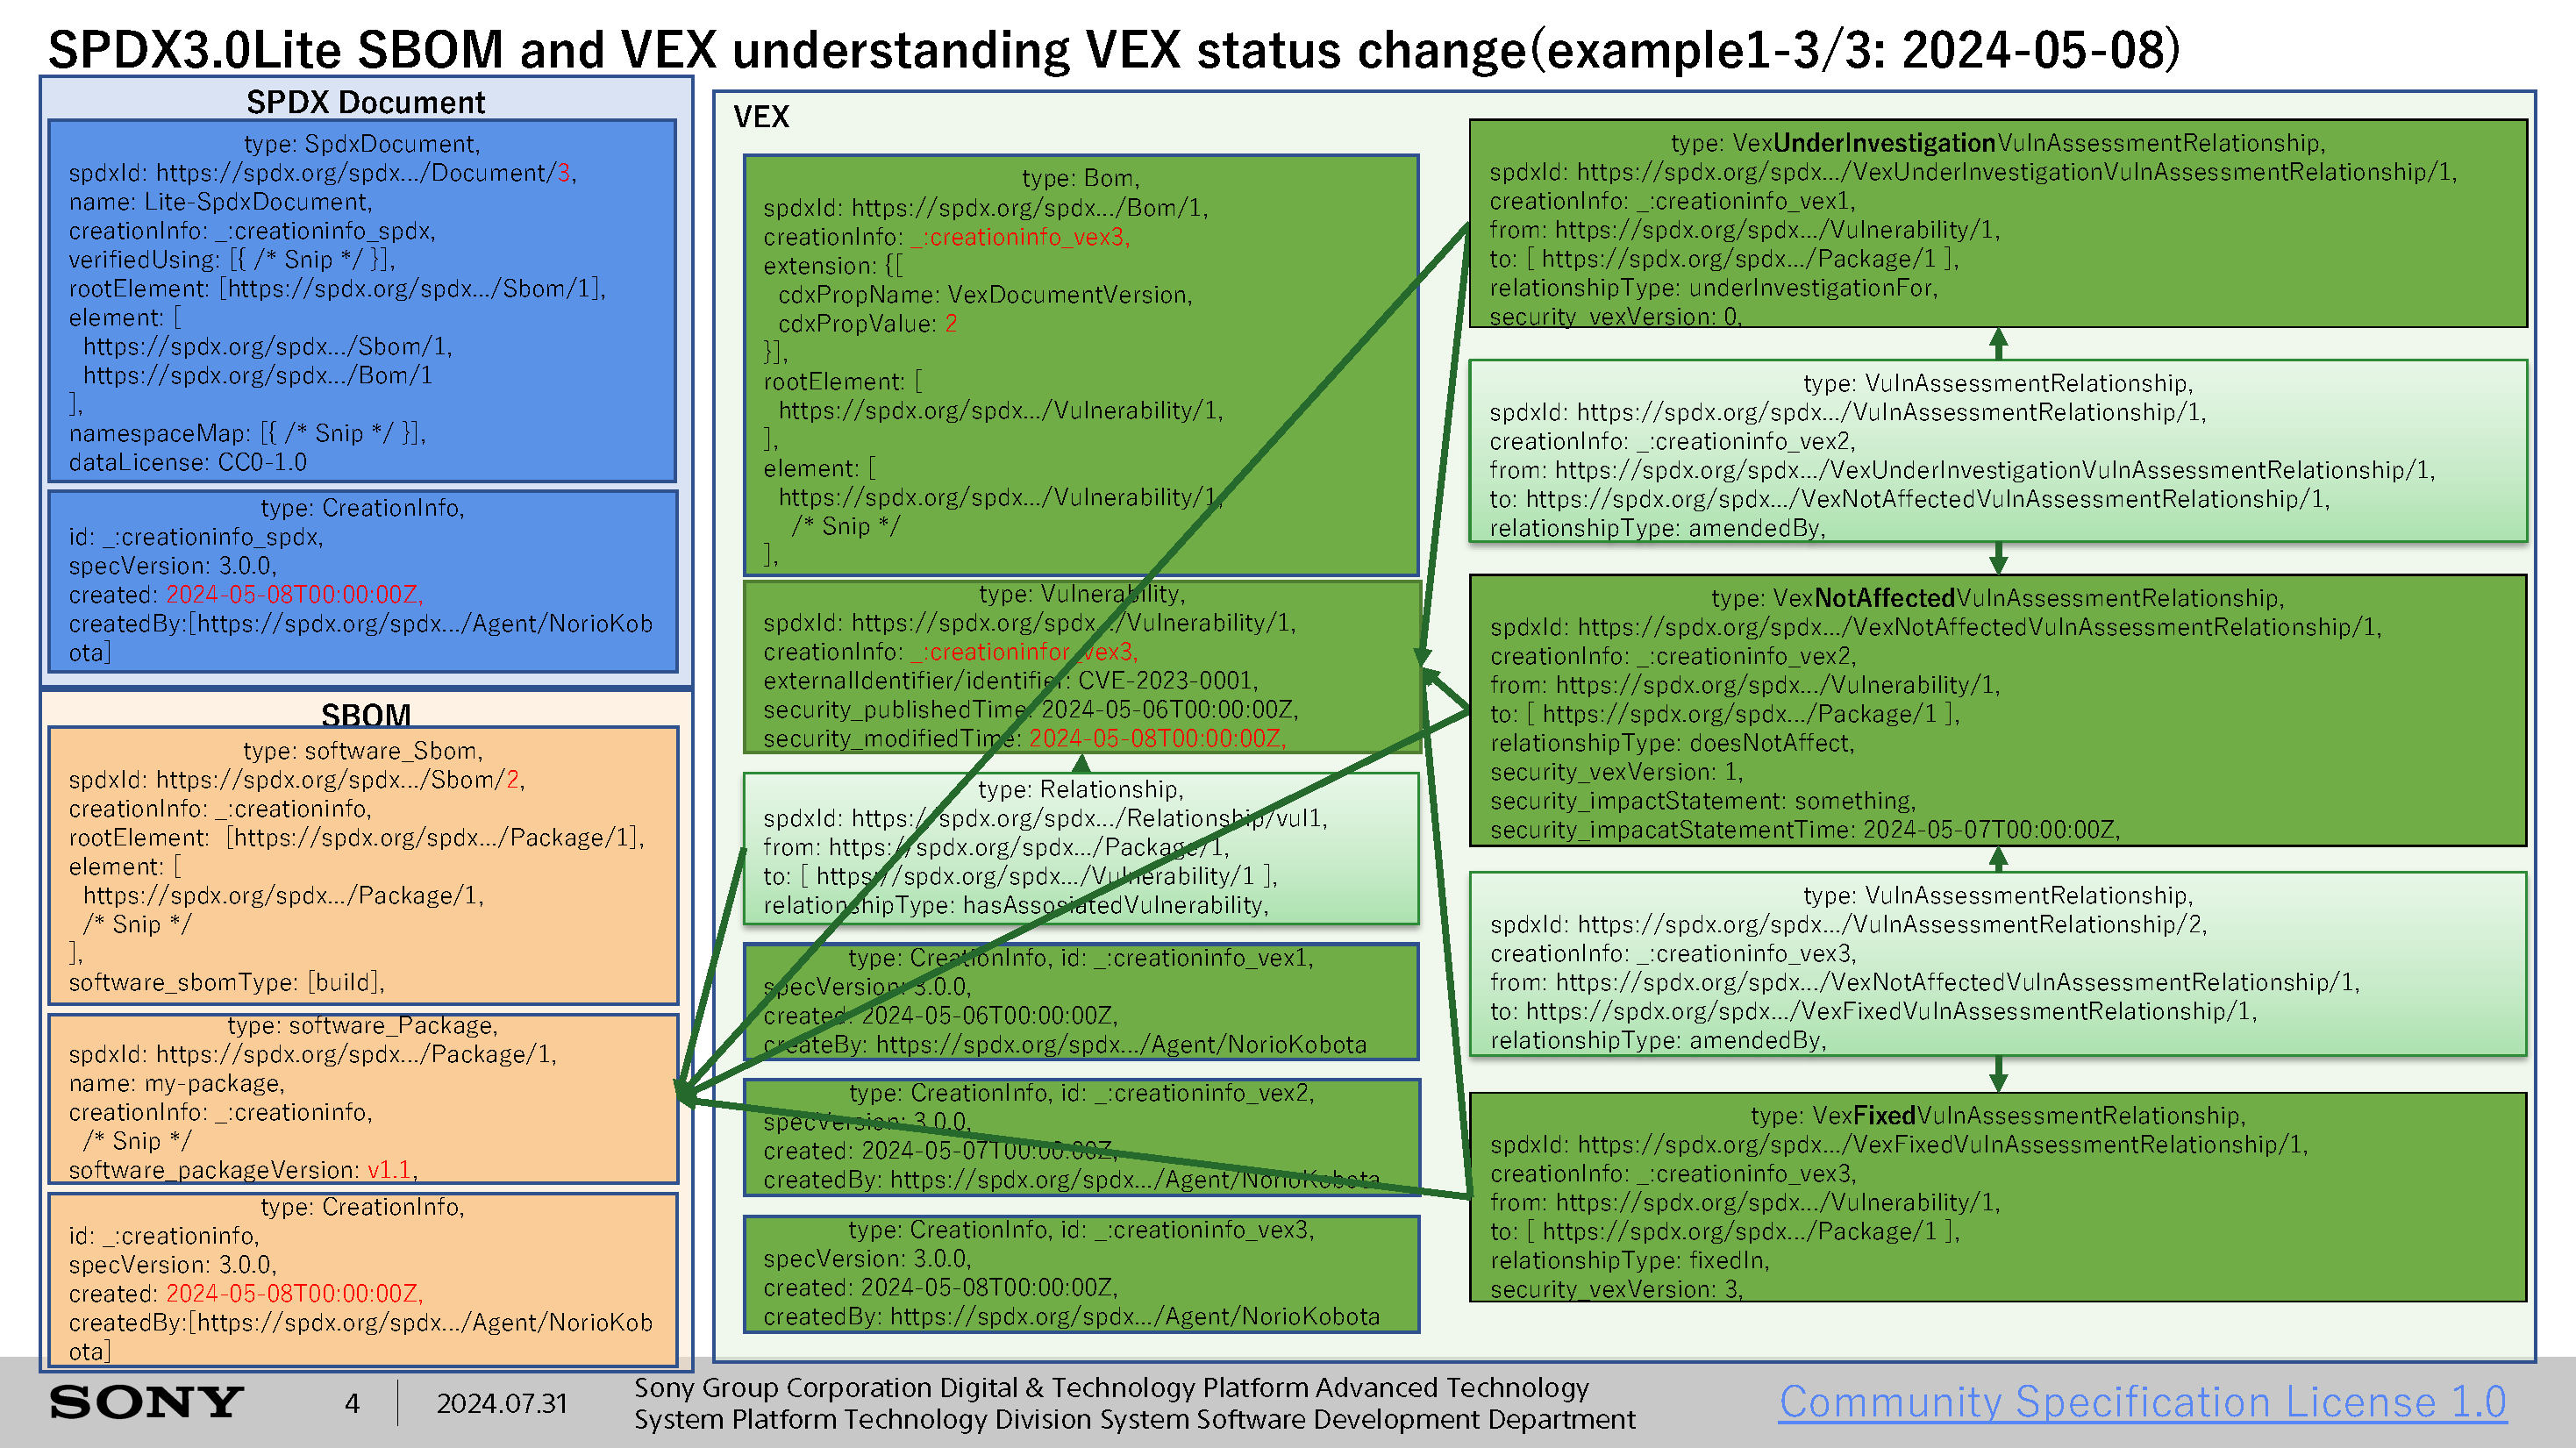 SPDX3.0Lite SBOM and VEX understanding VEX status change(example1-3/3: 2024-05-08)
SPDX Document
type: SpdxDocument,
spdxId: https://spdx.org/spdx.../Document/3,
name: Lite-SpdxDocument,
creationInfo: _:creationinfo_spdx,
verifiedUsing: [{ /* Snip */ }],
rootElement: [https://spdx.org/spdx.../Sbom/1],
element: [
https://spdx.org/spdx.../Sbom/1,
https://spdx.org/spdx.../Bom/1
],
namespaceMap: [{ /* Snip */ }],
dataLicense: CC0-1.0
type: CreationInfo,
id: _:creationinfo_spdx,
specVersion: 3.0.0,
created: 2024-05-08T00:00:00Z,
createdBy:[https://spdx.org/spdx.../Agent/NorioKob
ota]
SBOM
type: software_Sbom,
spdxId: https://spdx.org/spdx.../Sbom/2,
creationInfo: _:creationinfo,
rootElement: [https://spdx.org/spdx.../Package/1],
element: [
https://spdx.org/spdx.../Package/1,
/* Snip */
],
software_sbomType: [build],
type: software_Package,
spdxId: https://spdx.org/spdx.../Package/1,
name: my-package,
creationInfo: _:creationinfo,
/* Snip */
software_packageVersion: v1.1,
type: CreationInfo,
id: _:creationinfo,
specVersion: 3.0.0,
created: 2024-05-08T00:00:00Z,
createdBy:[https://spdx.org/spdx.../Agent/NorioKob
ota]
VEX
type: Bom,
spdxId: https://spdx.org/spdx.../Bom/1,
creationInfo: _:creationinfo_vex3,
extension: {[
cdxPropName: VexDocumentVersion,
cdxPropValue: 2
}],
rootElement: [
https://spdx.org/spdx.../Vulnerability/1,
],
element: [
https://spdx.org/spdx.../Vulnerability/1,
/* Snip */
],
type: Vulnerability,
spdxId: https://spdx.org/spdx.../Vulnerability/1,
creationInfo: _:creationinfor_vex3,
externalIdentifier/identifier: CVE-2023-0001,
security_publishedTime: 2024-05-06T00:00:00Z,
security_modifiedTime: 2024-05-08T00:00:00Z,
type: Relationship,
spdxId: https://spdx.org/spdx.../Relationship/vul1,
from: https://spdx.org/spdx.../Package/1,
to: [ https://spdx.org/spdx.../Vulnerability/1 ],
relationshipType: hasAssosiatedVulnerability,
type: CreationInfo, id: _:creationinfo_vex1,
specVersion: 3.0.0,
created: 2024-05-06T00:00:00Z,
createBy: https://spdx.org/spdx.../Agent/NorioKobota
type: CreationInfo, id: _:creationinfo_vex2,
specVersion: 3.0.0,
created: 2024-05-07T00:00:00Z,
createdBy: https://spdx.org/spdx.../Agent/NorioKobota
type: CreationInfo, id: _:creationinfo_vex3,
specVersion: 3.0.0,
created: 2024-05-08T00:00:00Z,
createdBy: https://spdx.org/spdx.../Agent/NorioKobota
type: VexUnderInvestigationVulnAssessmentRelationship,
spdxId: https://spdx.org/spdx.../VexUnderInvestigationVulnAssessmentRelationship/1,
creationInfo: _:creationinfo_vex1,
from: https://spdx.org/spdx.../Vulnerability/1,
to: [ https://spdx.org/spdx.../Package/1 ],
relationshipType: underInvestigationFor,
security_vexVersion: 0,
type: VulnAssessmentRelationship,
spdxId: https://spdx.org/spdx.../VulnAssessmentRelationship/1,
creationInfo: _:creationinfo_vex2,
from: https://spdx.org/spdx.../VexUnderInvestigationVulnAssessmentRelationship/1,
to: https://spdx.org/spdx.../VexNotAffectedVulnAssessmentRelationship/1,
relationshipType: amendedBy,
type: VexNotAffectedVulnAssessmentRelationship,
spdxId: https://spdx.org/spdx.../VexNotAffectedVulnAssessmentRelationship/1,
creationInfo: _:creationinfo_vex2,
from: https://spdx.org/spdx.../Vulnerability/1,
to: [ https://spdx.org/spdx.../Package/1 ],
relationshipType: doesNotAffect,
security_vexVersion: 1,
security_impactStatement: something,
security_impacatStatementTime: 2024-05-07T00:00:00Z,
type: VulnAssessmentRelationship,
spdxId: https://spdx.org/spdx.../VulnAssessmentRelationship/2,
creationInfo: _:creationinfo_vex3,
from: https://spdx.org/spdx.../VexNotAffectedVulnAssessmentRelationship/1,
to: https://spdx.org/spdx.../VexFixedVulnAssessmentRelationship/1,
relationshipType: amendedBy,
type: VexFixedVulnAssessmentRelationship,
spdxId: https://spdx.org/spdx.../VexFixedVulnAssessmentRelationship/1,
creationInfo: _:creationinfo_vex3,
from: https://spdx.org/spdx.../Vulnerability/1,
to: [ https://spdx.org/spdx.../Package/1 ],
relationshipType: fixedIn,
security_vexVersion: 3,
SONY
4
2024.07.31
Sony Group Corporation Digital & Technology Platform Advanced Technology
System Platform Technology Division System Software Development Department
Community Specification License 1.0